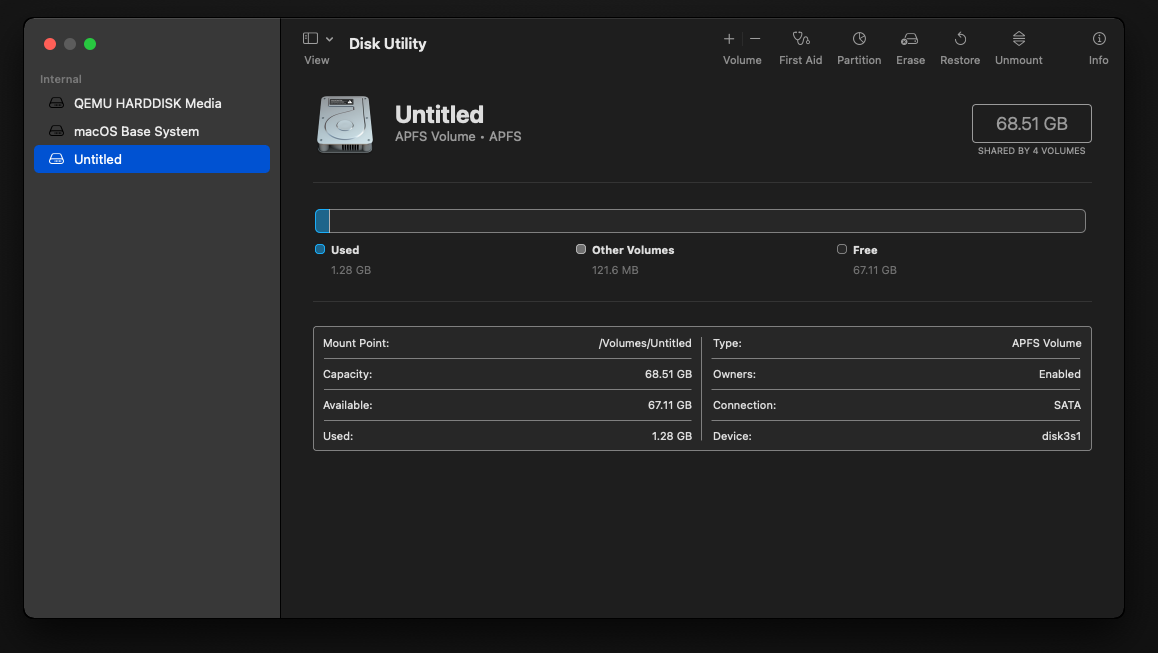 Disk Utility
View
Volume
First Aid
Partition
Erase
Restore
Unmount
Info
Internal
QEMU HARDDISK Media
macOS Base System
Untitled
Untitled
APFS Volume • APFS
68.51 GB
SHARED BY 4 VOLUMES
Used
1.28 GB
Other Volumes
121.6 MB
Free
67.11 GB
Mount Point: /Volumes/Untitled
Capacity: 68.51 GB
Available: 67.11 GB
Used: 1.28 GB
Type: APFS Volume
Owners: Enabled
Connection: SATA
Device: disk3s1